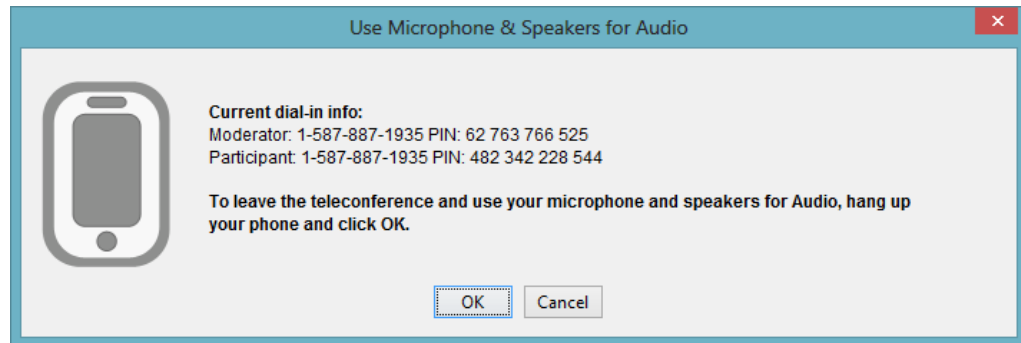 Use Microphone & Speakers for Audio
Current dial-in info:
Moderator: 1-587-887-1935 PIN: 62 763 766 525
Participant: 1-587-887-1935 PIN: 482 342 228 544
To leave the teleconference and use your microphone and speakers for Audio, hang up
your phone and click OK.
OK Cancel